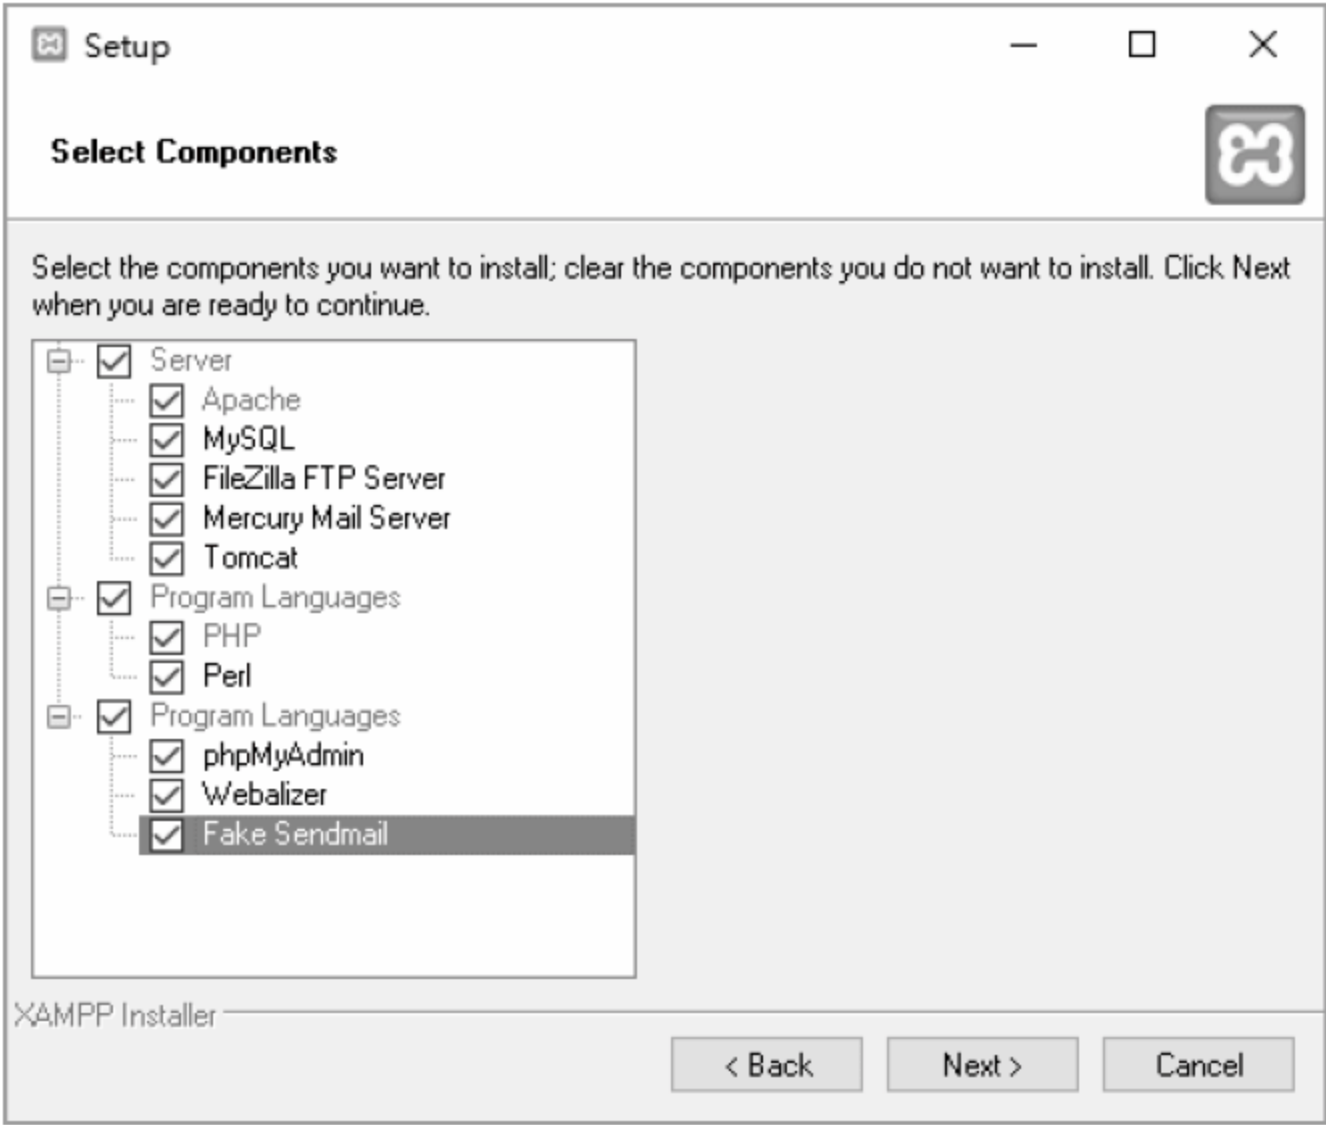 Setup
Select Components
Select the components you want to install; clear the components you do not want to install. Click Next
when you are ready to continue.
Server
Apache
MySQL
FileZilla FTP Server
Mercury Mail Server
Tomcat
Program Languages
PHP
Perl
Program Languages
phpMyAdmin
Webalizer
Fake Sendmail
XAMPP Installer
< Back
Next >
Cancel